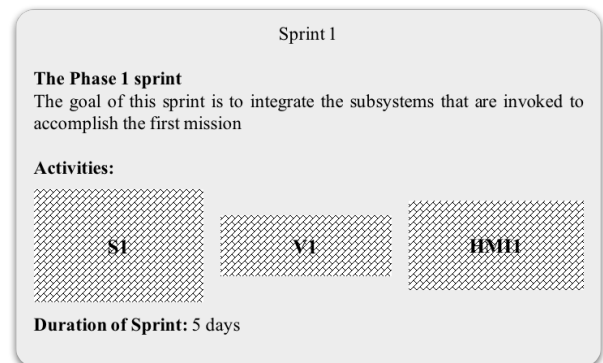 Sprint 1
The Phase 1 sprint
The goal of this sprint is to integrate the subsystems that are invoked to
accomplish the first mission
Activities:
S1 V1 HMI1
Duration of Sprint: 5 days